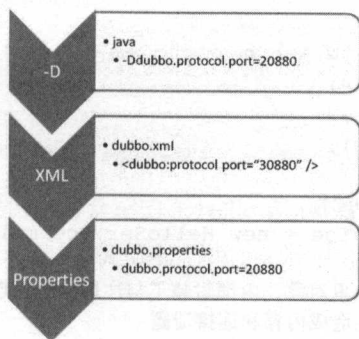 -D
• java
• -Ddubbo.protocol.port=20880
XML
• dubbo.xml
• <dubbo:protocol port="30880" />
Properties
• dubbo.properties
• dubbo.protocol.port=20880